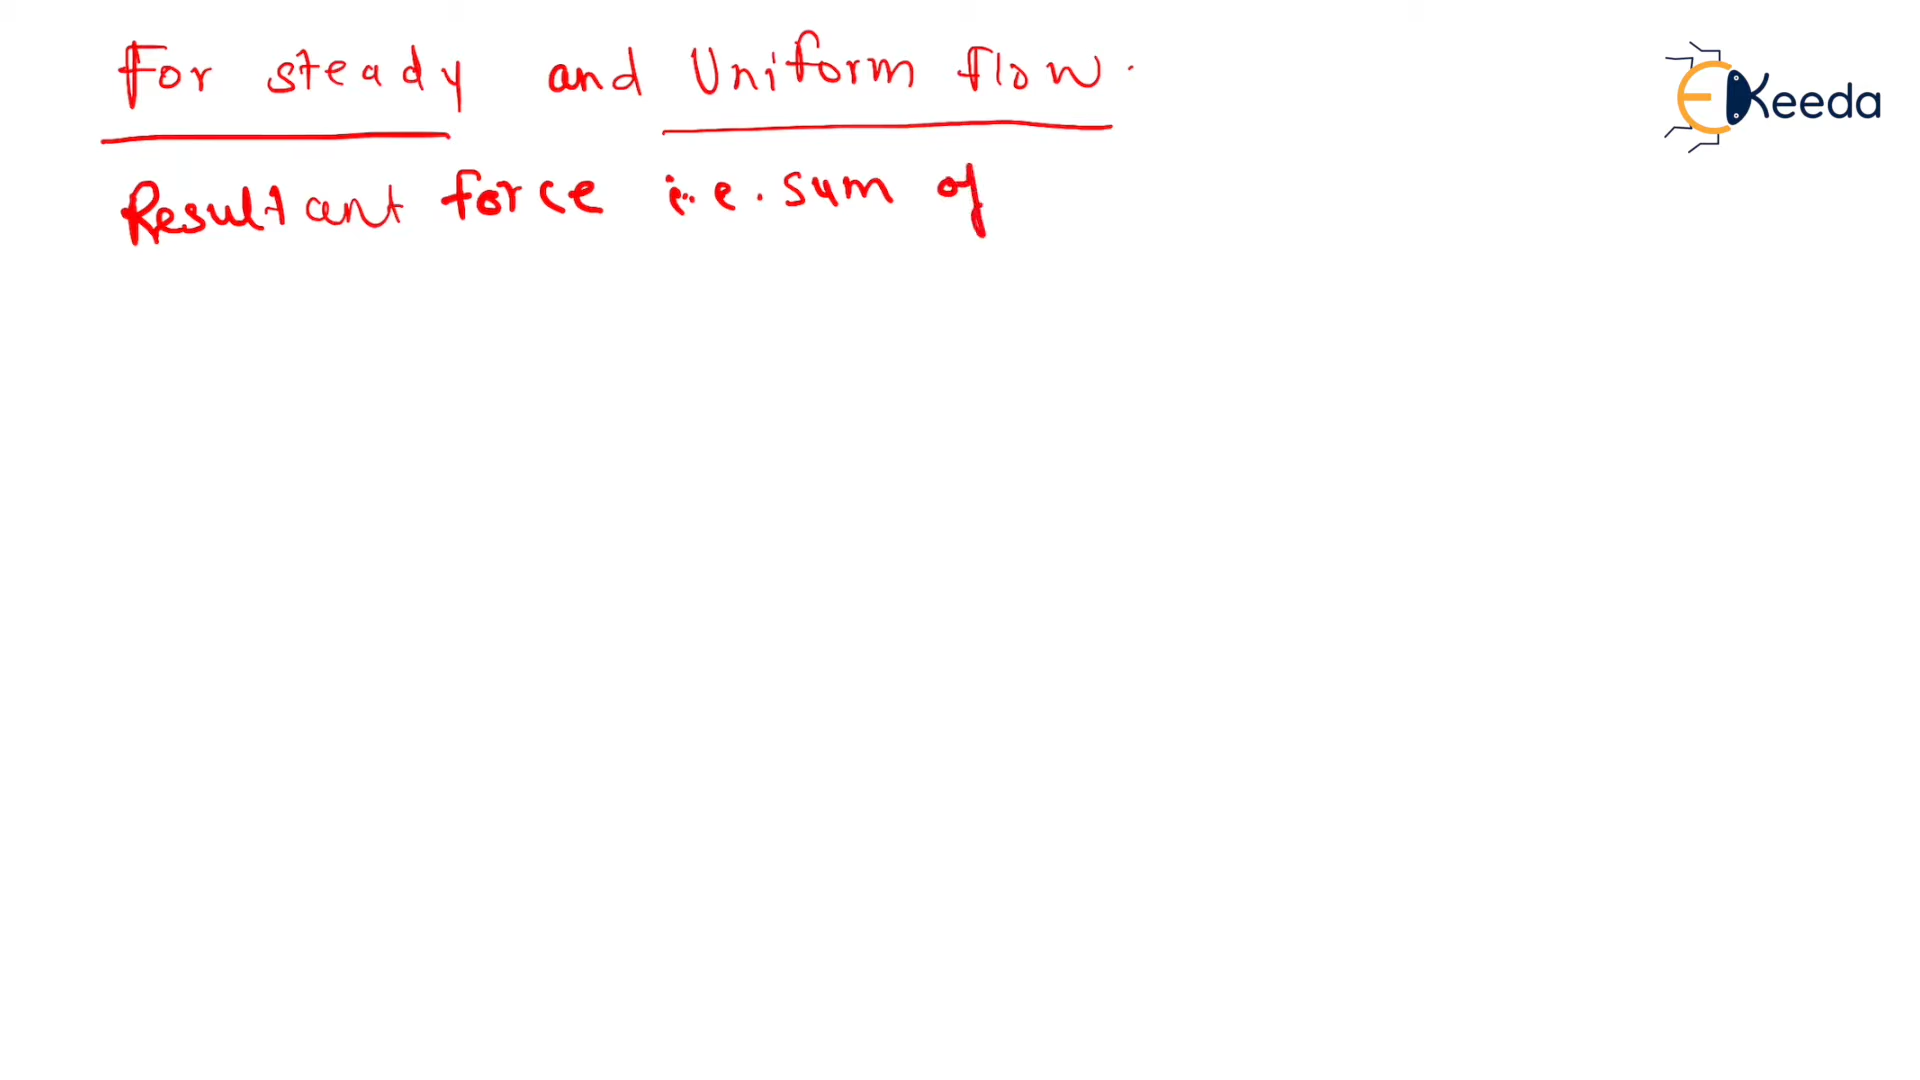 For steady and Uniform flow.
EKeeda
Resultant force i.e. sum of